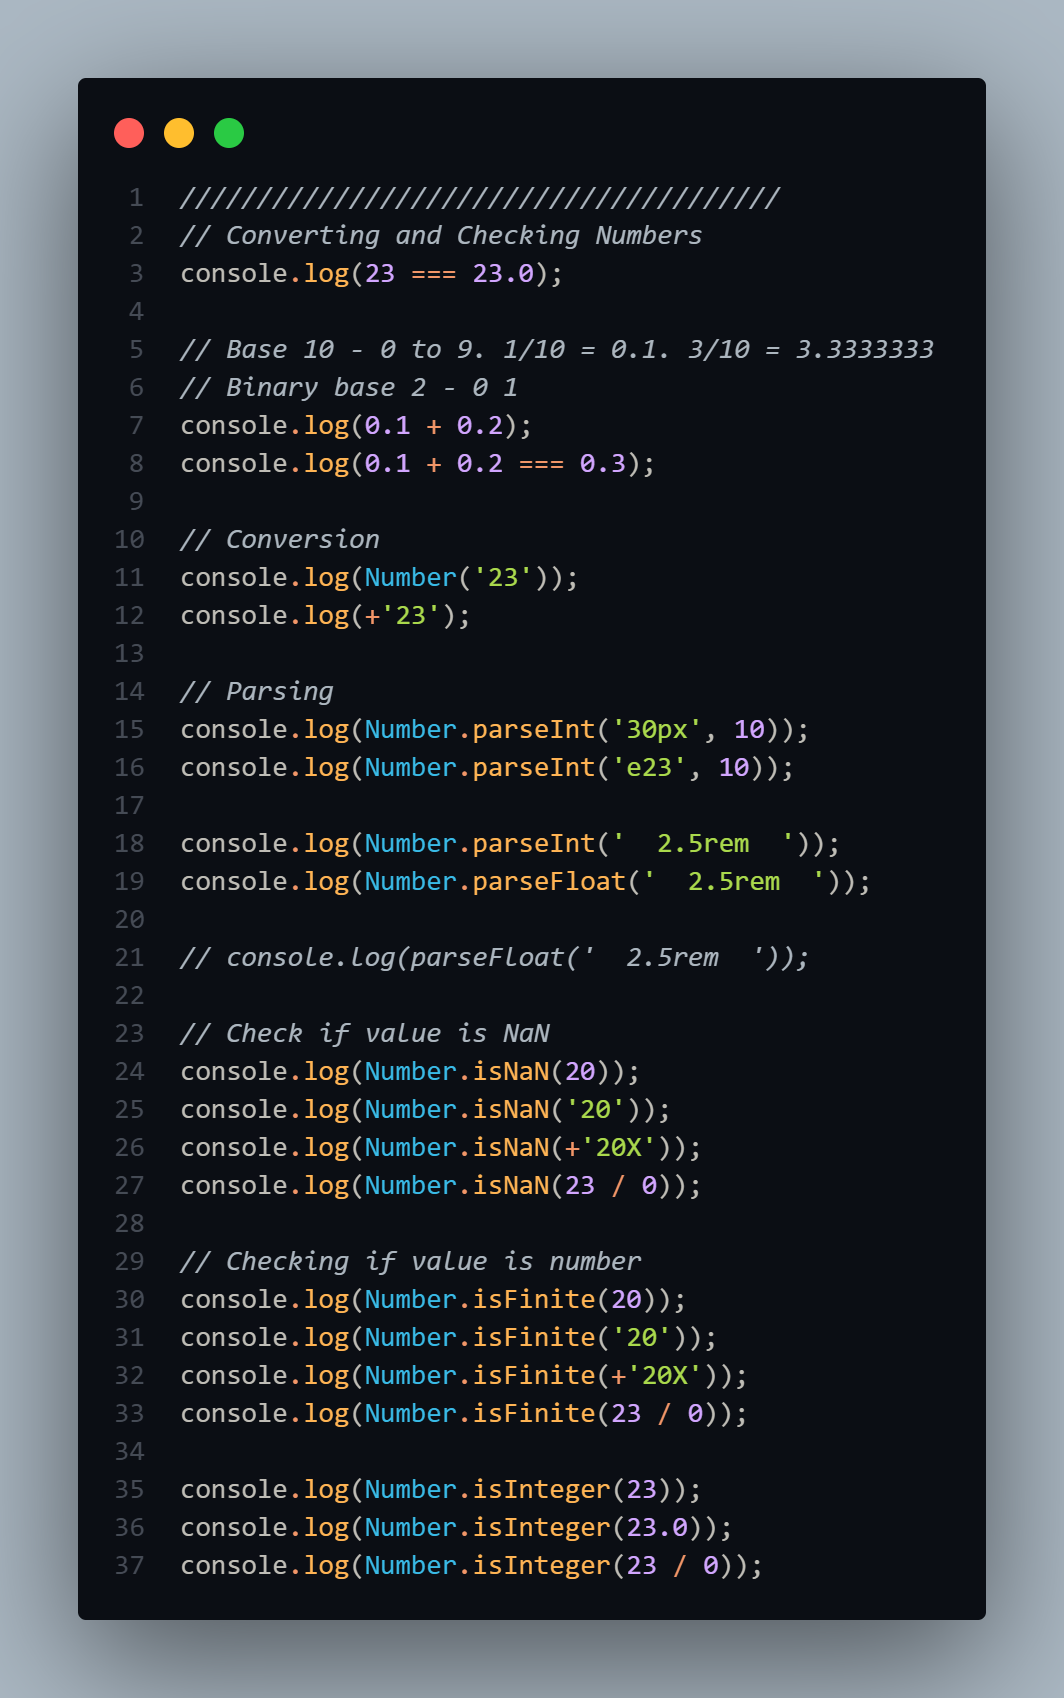 1 ///////////////////////////////////////
2 // Converting and Checking Numbers
3 console.log(23 === 23.0);
4
5 // Base 10 - 0 to 9. 1/10 = 0.1. 3/10 = 3.3333333
6 // Binary base 2 - 0 1
7 console.log(0.1 + 0.2);
8 console.log(0.1 + 0.2 === 0.3);
9
10 // Conversion
11 console.log(Number('23'));
12 console.log(+'23');
13
14 // Parsing
15 console.log(Number.parseInt('30px', 10));
16 console.log(Number.parseInt('e23', 10));
17
18 console.log(Number.parseInt('  2.5rem  '));
19 console.log(Number.parseFloat('  2.5rem  '));
20
21 // console.log(parseFloat('  2.5rem  '));
22
23 // Check if value is NaN
24 console.log(Number.isNaN(20));
25 console.log(Number.isNaN('20'));
26 console.log(Number.isNaN(+'20X'));
27 console.log(Number.isNaN(23 / 0));
28
29 // Checking if value is number
30 console.log(Number.isFinite(20));
31 console.log(Number.isFinite('20'));
32 console.log(Number.isFinite(+'20X'));
33 console.log(Number.isFinite(23 / 0));
34
35 console.log(Number.isInteger(23));
36 console.log(Number.isInteger(23.0));
37 console.log(Number.isInteger(23 / 0));